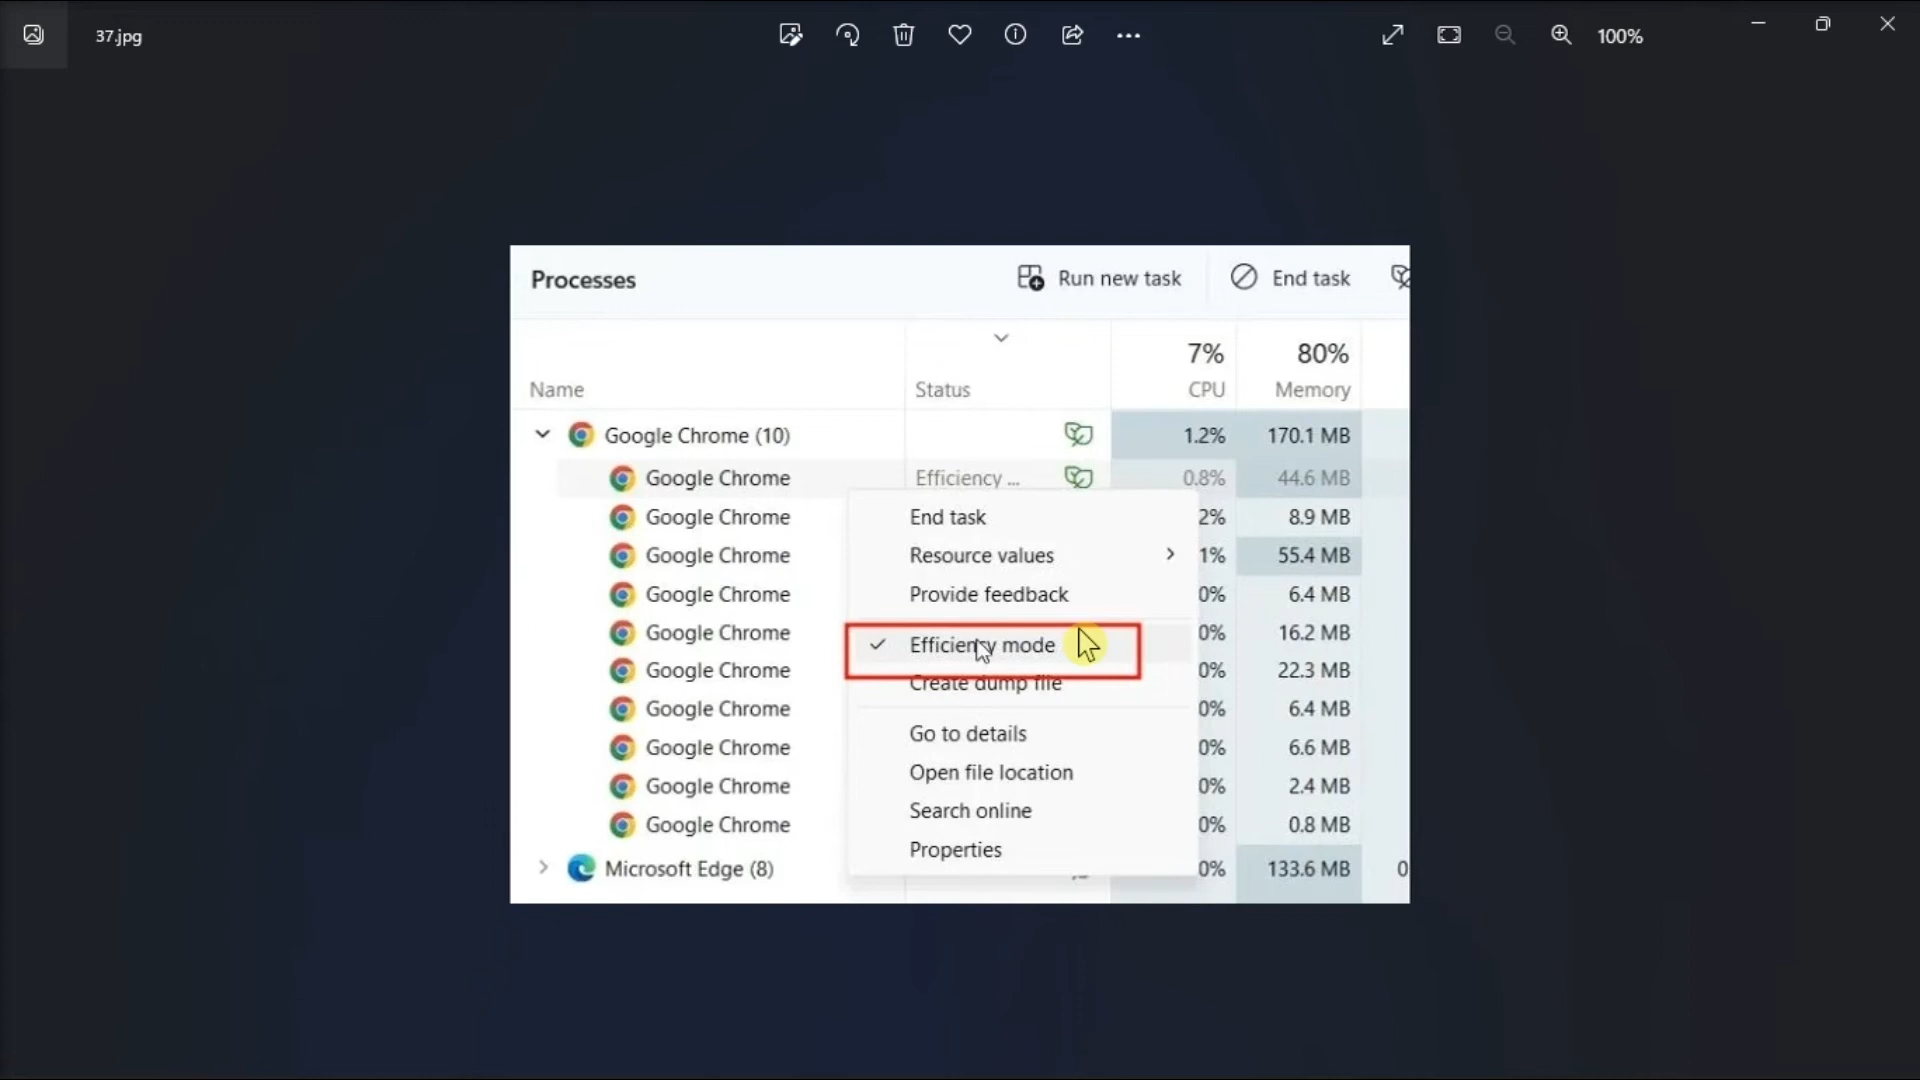 37.jpg
100%
Processes
Run new task
End task
7%
80%
Name
Status
CPU
Memory
Google Chrome (10)
1.2%
170.1 MB
Google Chrome
Efficiency ...
0.8%
44.6 MB
Google Chrome
End task
2%
8.9 MB
Google Chrome
Resource values
1%
55.4 MB
Google Chrome
Provide feedback
0%
6.4 MB
Google Chrome
Efficiency mode
0%
16.2 MB
Google Chrome
Create dump file
0%
22.3 MB
Google Chrome
0%
6.4 MB
Google Chrome
Go to details
0%
6.6 MB
Google Chrome
Open file location
0%
2.4 MB
Google Chrome
Search online
0%
0.8 MB
Properties
Microsoft Edge (8)
0%
133.6 MB
0